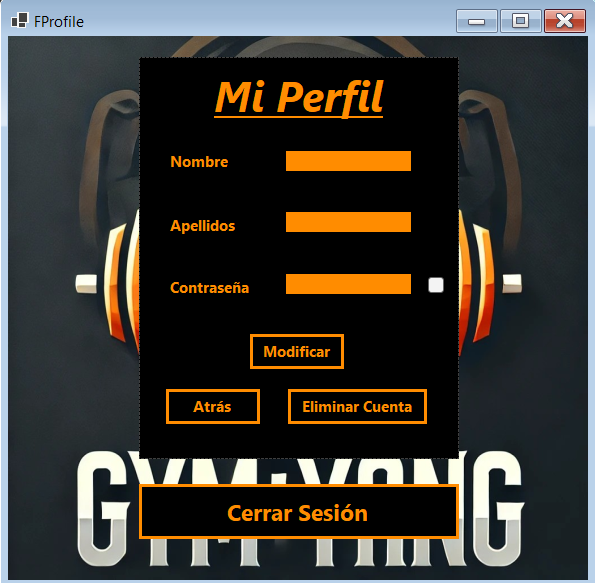 FProfile
Mi Perfil
Nombre
Apellidos
Contraseña
Modificar
Atrás Eliminar Cuenta
GYM+YANG
Cerrar Sesión